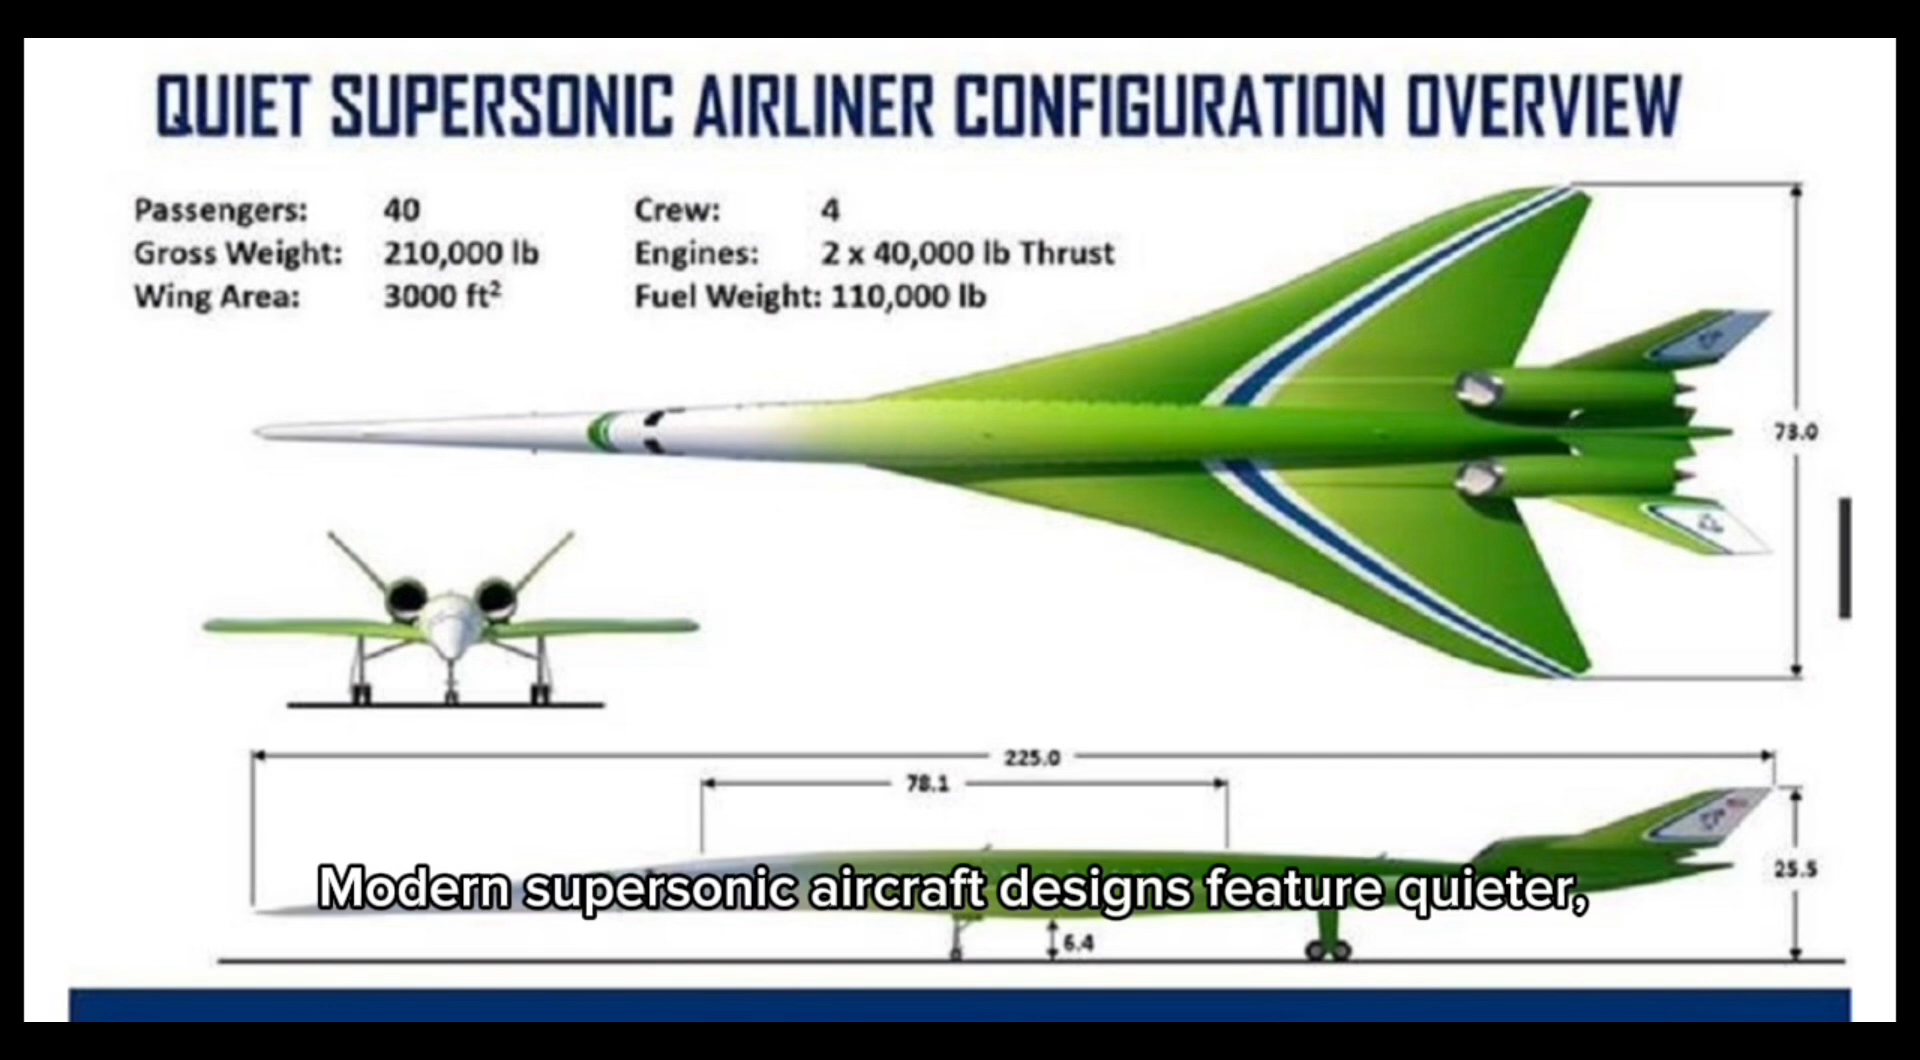 QUIET SUPERSONIC AIRLINER CONFIGURATION OVERVIEW
Passengers: 40 Crew: 4
Gross Weight: 210,000 lb Engines: 2 x 40,000 lb Thrust
Wing Area: 3000 ft² Fuel Weight: 110,000 lb
73.0
225.0
78.1
25.5
Modern supersonic aircraft designs feature quieter,
6.4